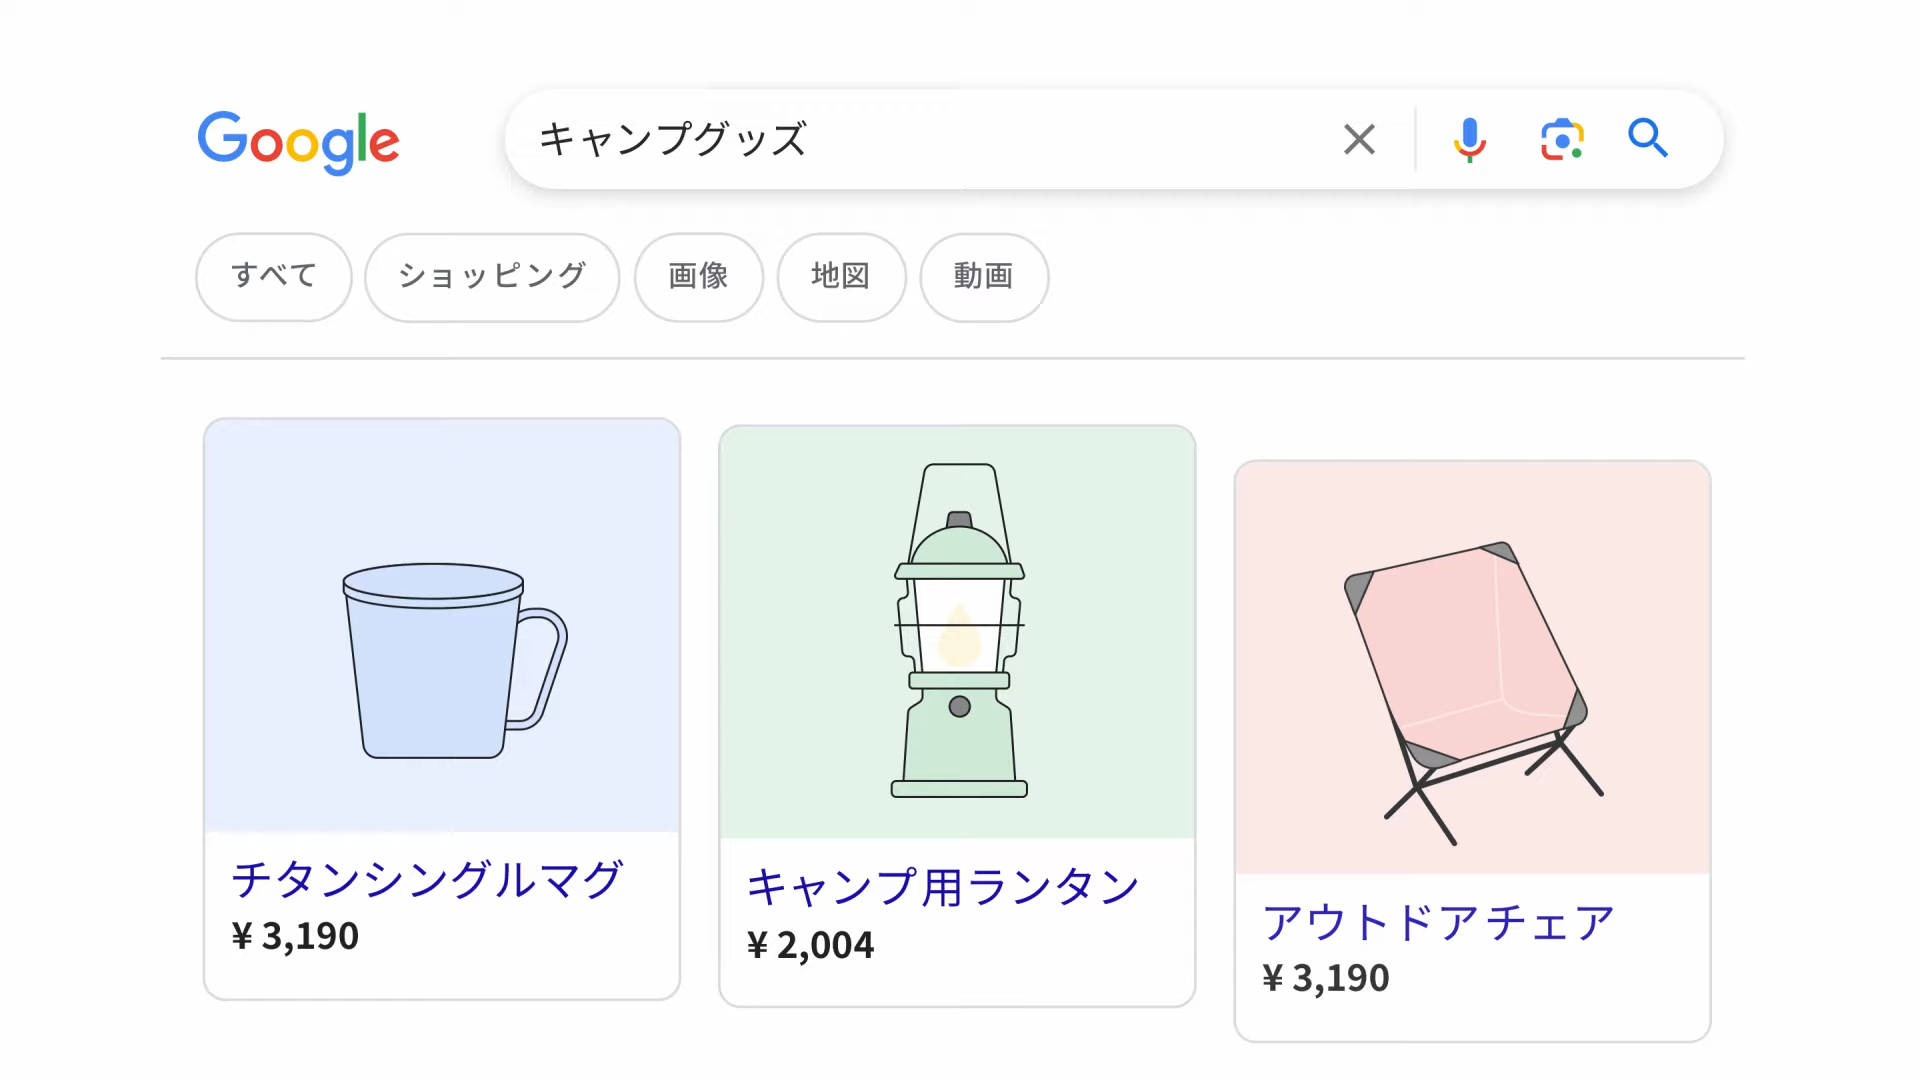 Google
キャンプグッズ
すべて
ショッピング
画像
地図
動画
チタンシングルマグ
¥ 3,190
キャンプ用ランタン
¥ 2,004
アウトドアチェア
¥ 3,190